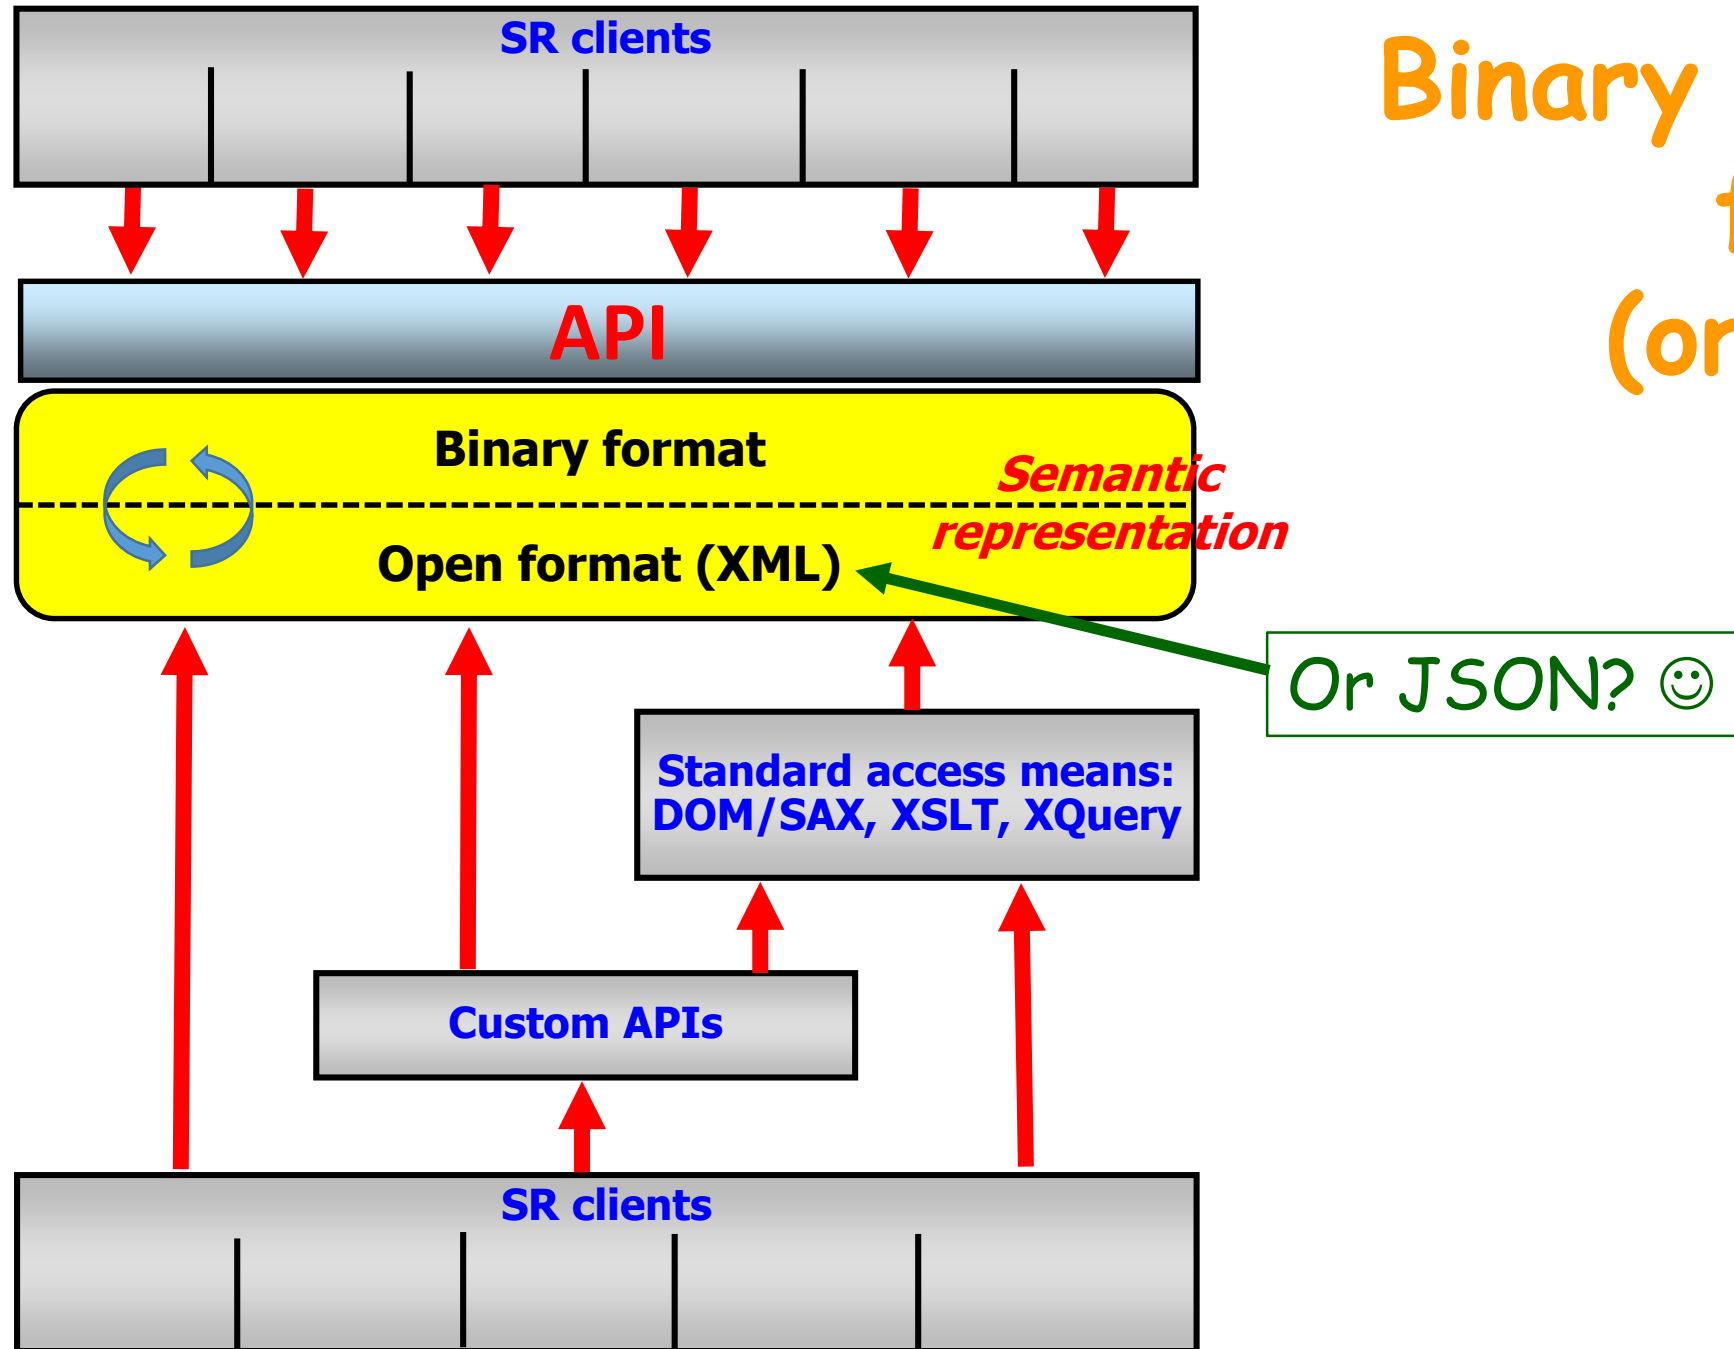 SR clients
Binary
(or
API
Binary format
Semantic
representation
Open format (XML)
Or JSON? ☺
Standard access means:
DOM/SAX, XSLT, XQuery
Custom APIs
SR clients